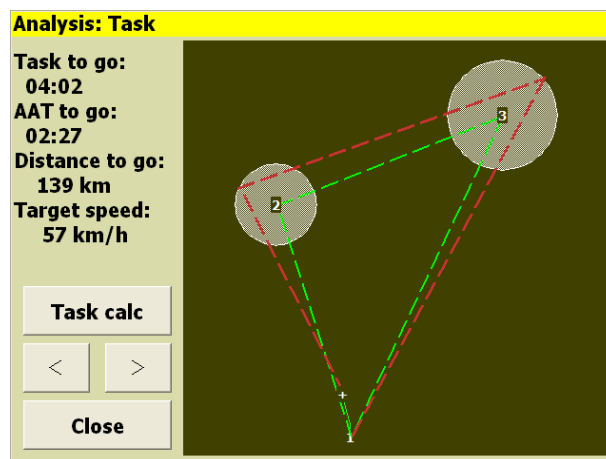 Analysis: Task
Task to go:
04:02
AAT to go:
02:27
Distance to go:
139 km
Target speed:
57 km/h
Task calc
< >
Close
3
2
+
1